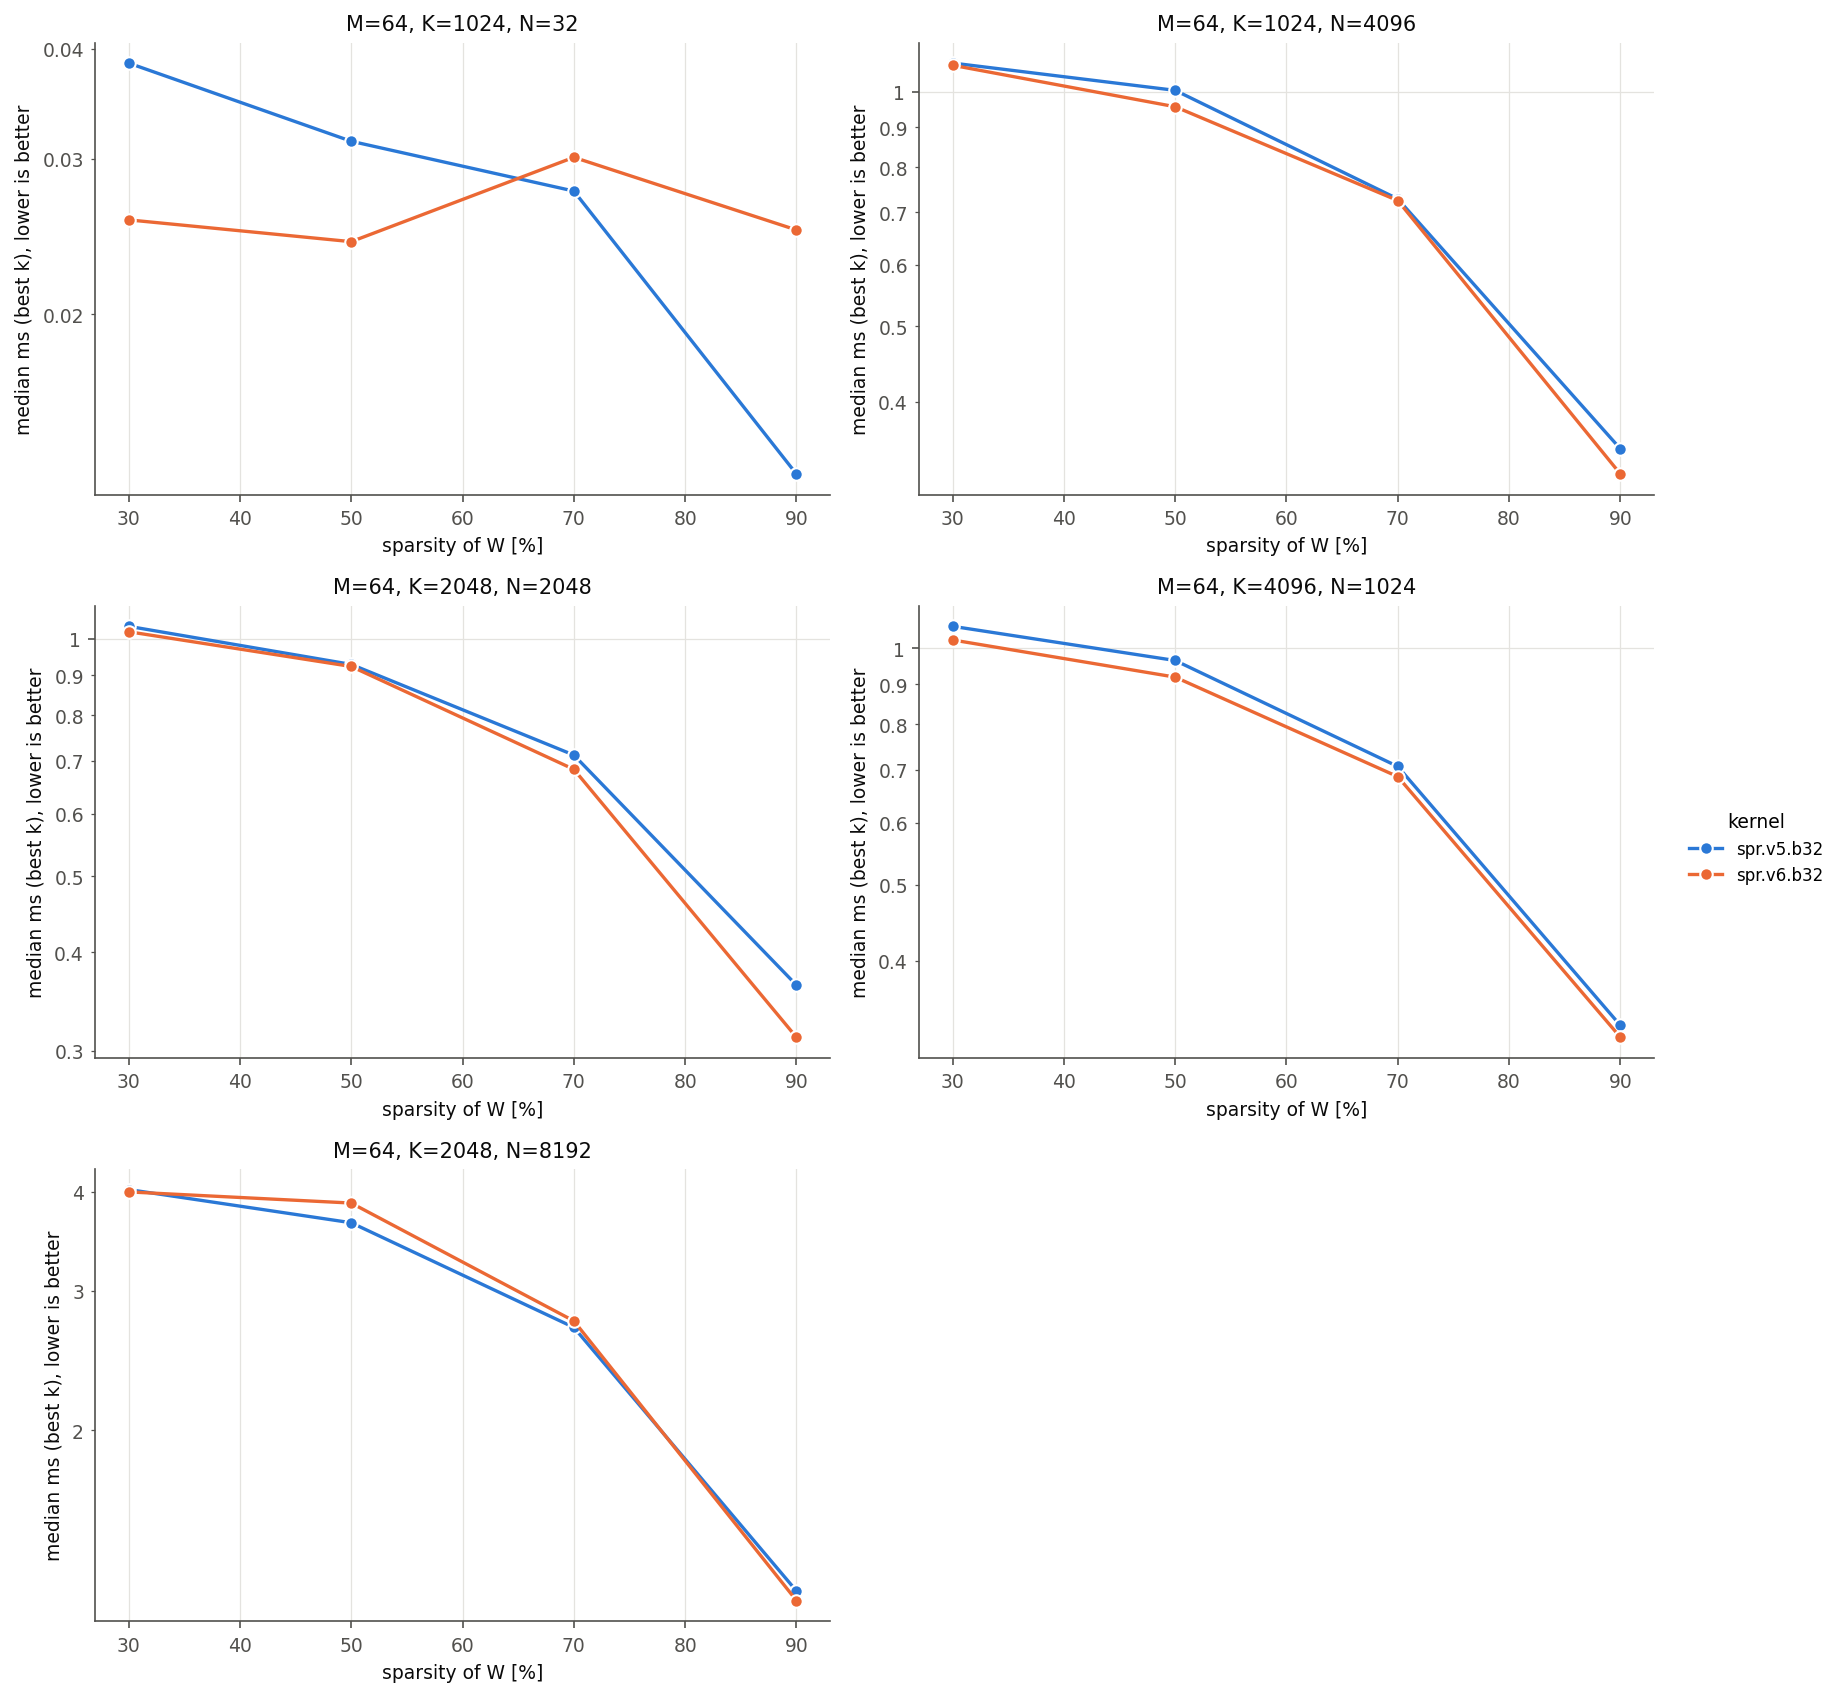 M=64, K=1024, N=32
median ms (best k), lower is better
0.04
0.03
0.02
30 40 50 60 70 80 90
sparsity of W [%]
M=64, K=1024, N=4096
median ms (best k), lower is better
1
0.9
0.8
0.7
0.6
0.5
0.4
30 40 50 60 70 80 90
sparsity of W [%]
M=64, K=2048, N=2048
median ms (best k), lower is better
1
0.9
0.8
0.7
0.6
0.5
0.4
0.3
30 40 50 60 70 80 90
sparsity of W [%]
M=64, K=4096, N=1024
median ms (best k), lower is better
1
0.9
0.8
0.7
0.6
0.5
0.4
30 40 50 60 70 80 90
sparsity of W [%]
kernel
spr.v5.b32
spr.v6.b32
M=64, K=2048, N=8192
median ms (best k), lower is better
4
3
2
30 40 50 60 70 80 90
sparsity of W [%]